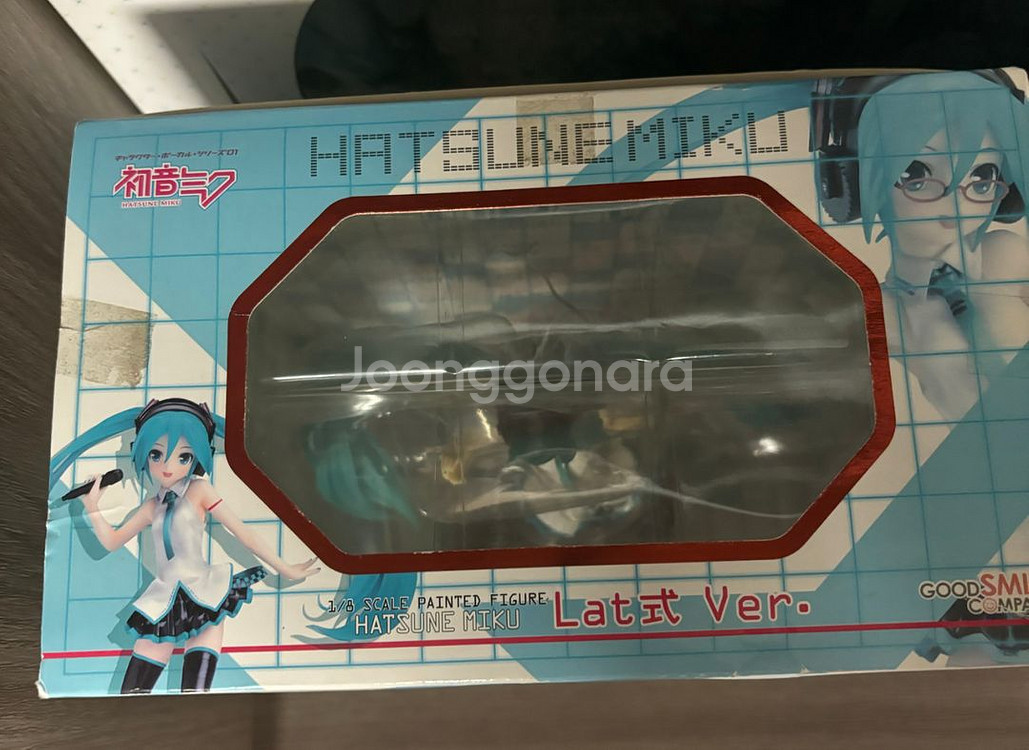 キャラクター・ボーカル・シリーズ01
初音ミク
HATSUNE MIKU
HATSUNE MIKU
Joonggonara
1/8 SCALE PAINTED FIGURE
HATSUNE MIKU
Lat式 Ver.
GOOD SMILE
COMPA